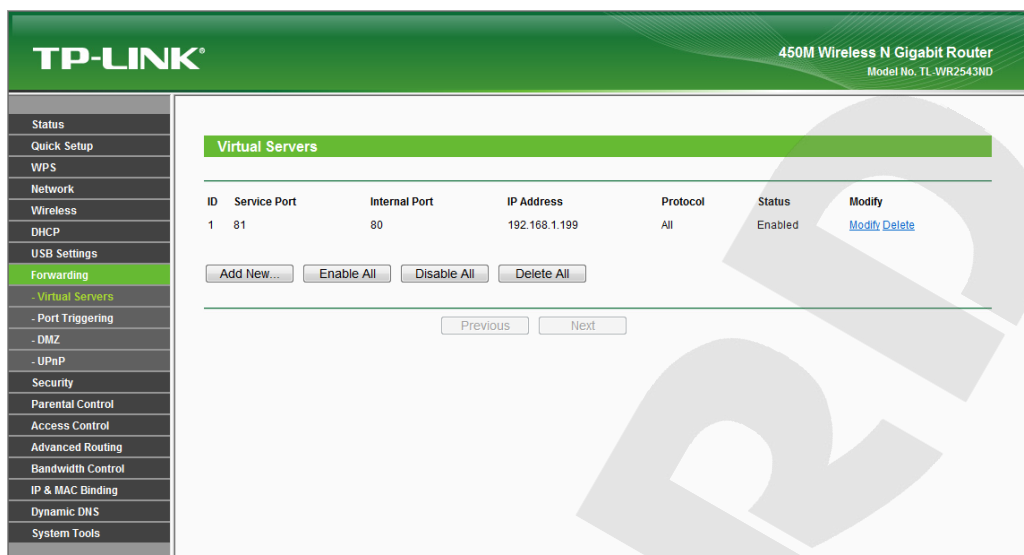 TP-LINK®
450M Wireless N Gigabit Router
Model No. TL-WR2543ND
Status
Quick Setup
WPS
Network
Wireless
DHCP
USB Settings
Forwarding
- Virtual Servers
- Port Triggering
- DMZ
- UPnP
Security
Parental Control
Access Control
Advanced Routing
Bandwidth Control
IP & MAC Binding
Dynamic DNS
System Tools
Virtual Servers
ID Service Port Internal Port IP Address Protocol Status Modify
1 81 80 192.168.1.199 All Enabled Modify Delete
Add New... Enable All Disable All Delete All
Previous Next